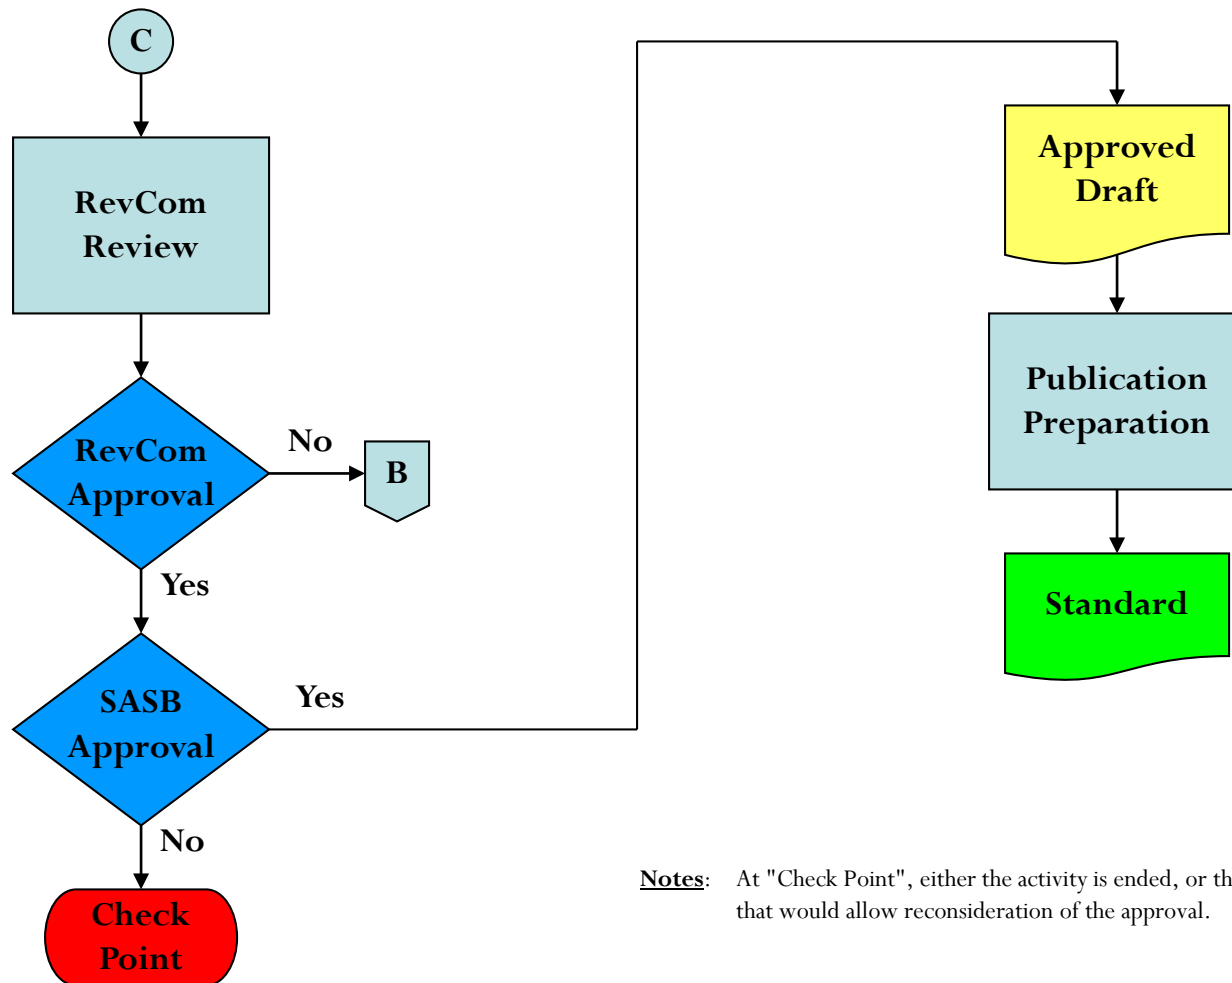 C
RevCom
Review
RevCom
Approval
No
B
Yes
SASB
Approval
Yes
No
Check
Point
Approved
Draft
Publication
Preparation
Standard
Notes: At "Check Point", either the activity is ended, or th
that would allow reconsideration of the approval.